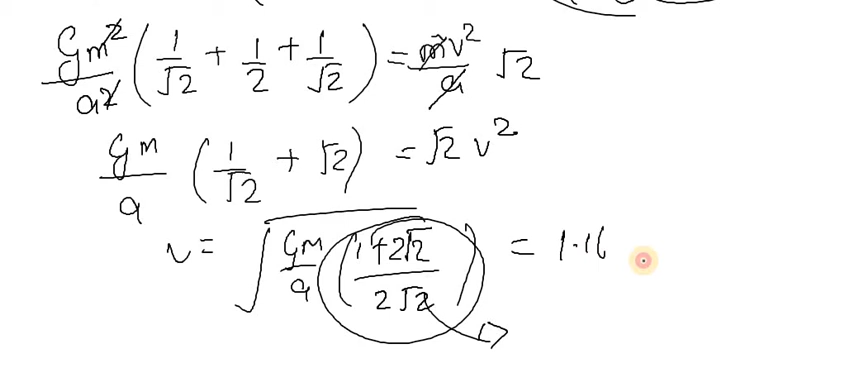 Gm²/a² (1/√2 + 1/2 + 1/√2) = mv²/a √2
Gm/a (1/√2 + √2) = √2 v²
v = √(Gm/a ((1+2√2)/(2√2))) = 1.16